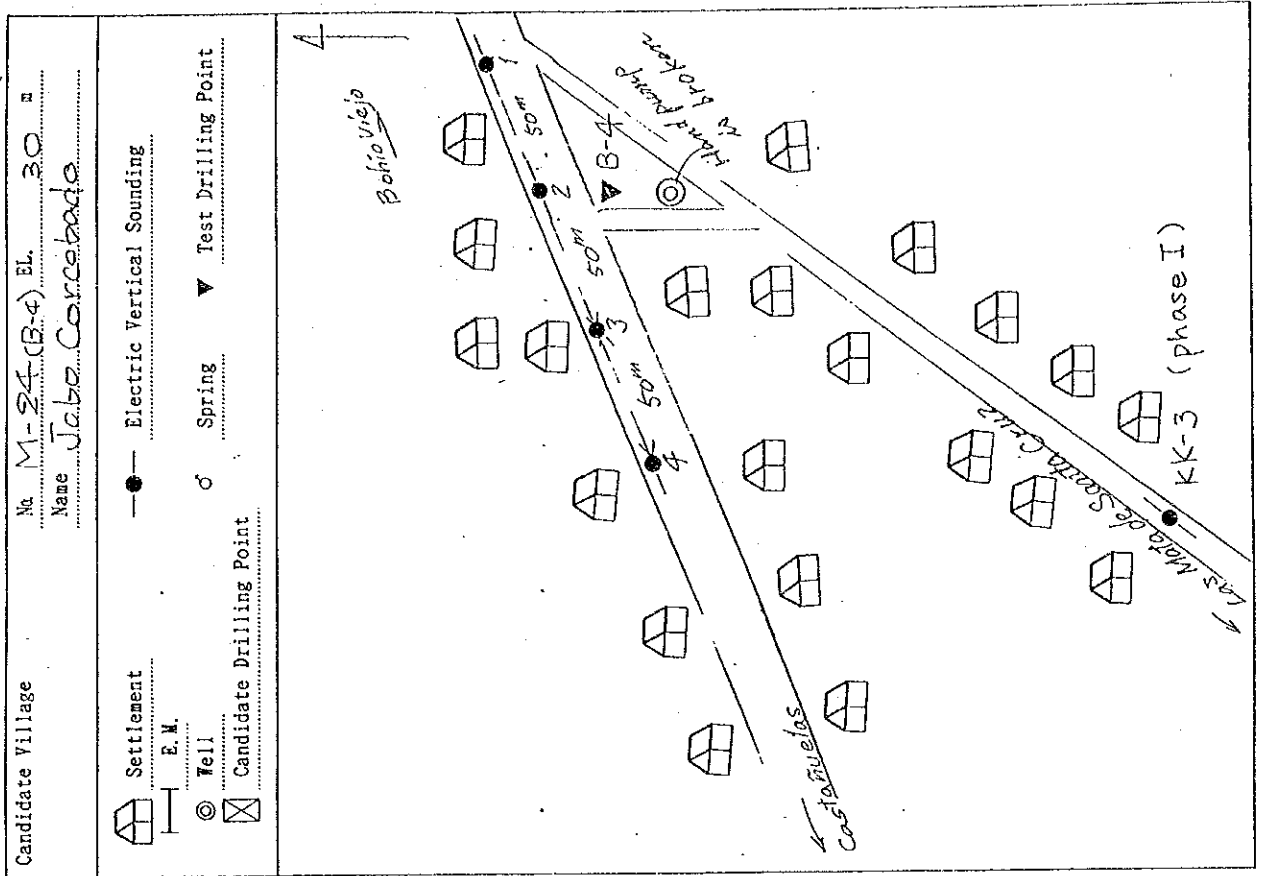 Candidate Village
No. M-24 (B-4) EL. 30 m
Name Jabo Corcobado
Settlement
E.M.
Well
Candidate Drilling Point
Electric Vertical Sounding
Spring
Test Drilling Point
Bohio Viejo
1
50m
2
50m
3
50m
4
B-4
Hand pump
is broken
Castañuelas
Las Mata de Santa Cruz
KK-3 (phase I)